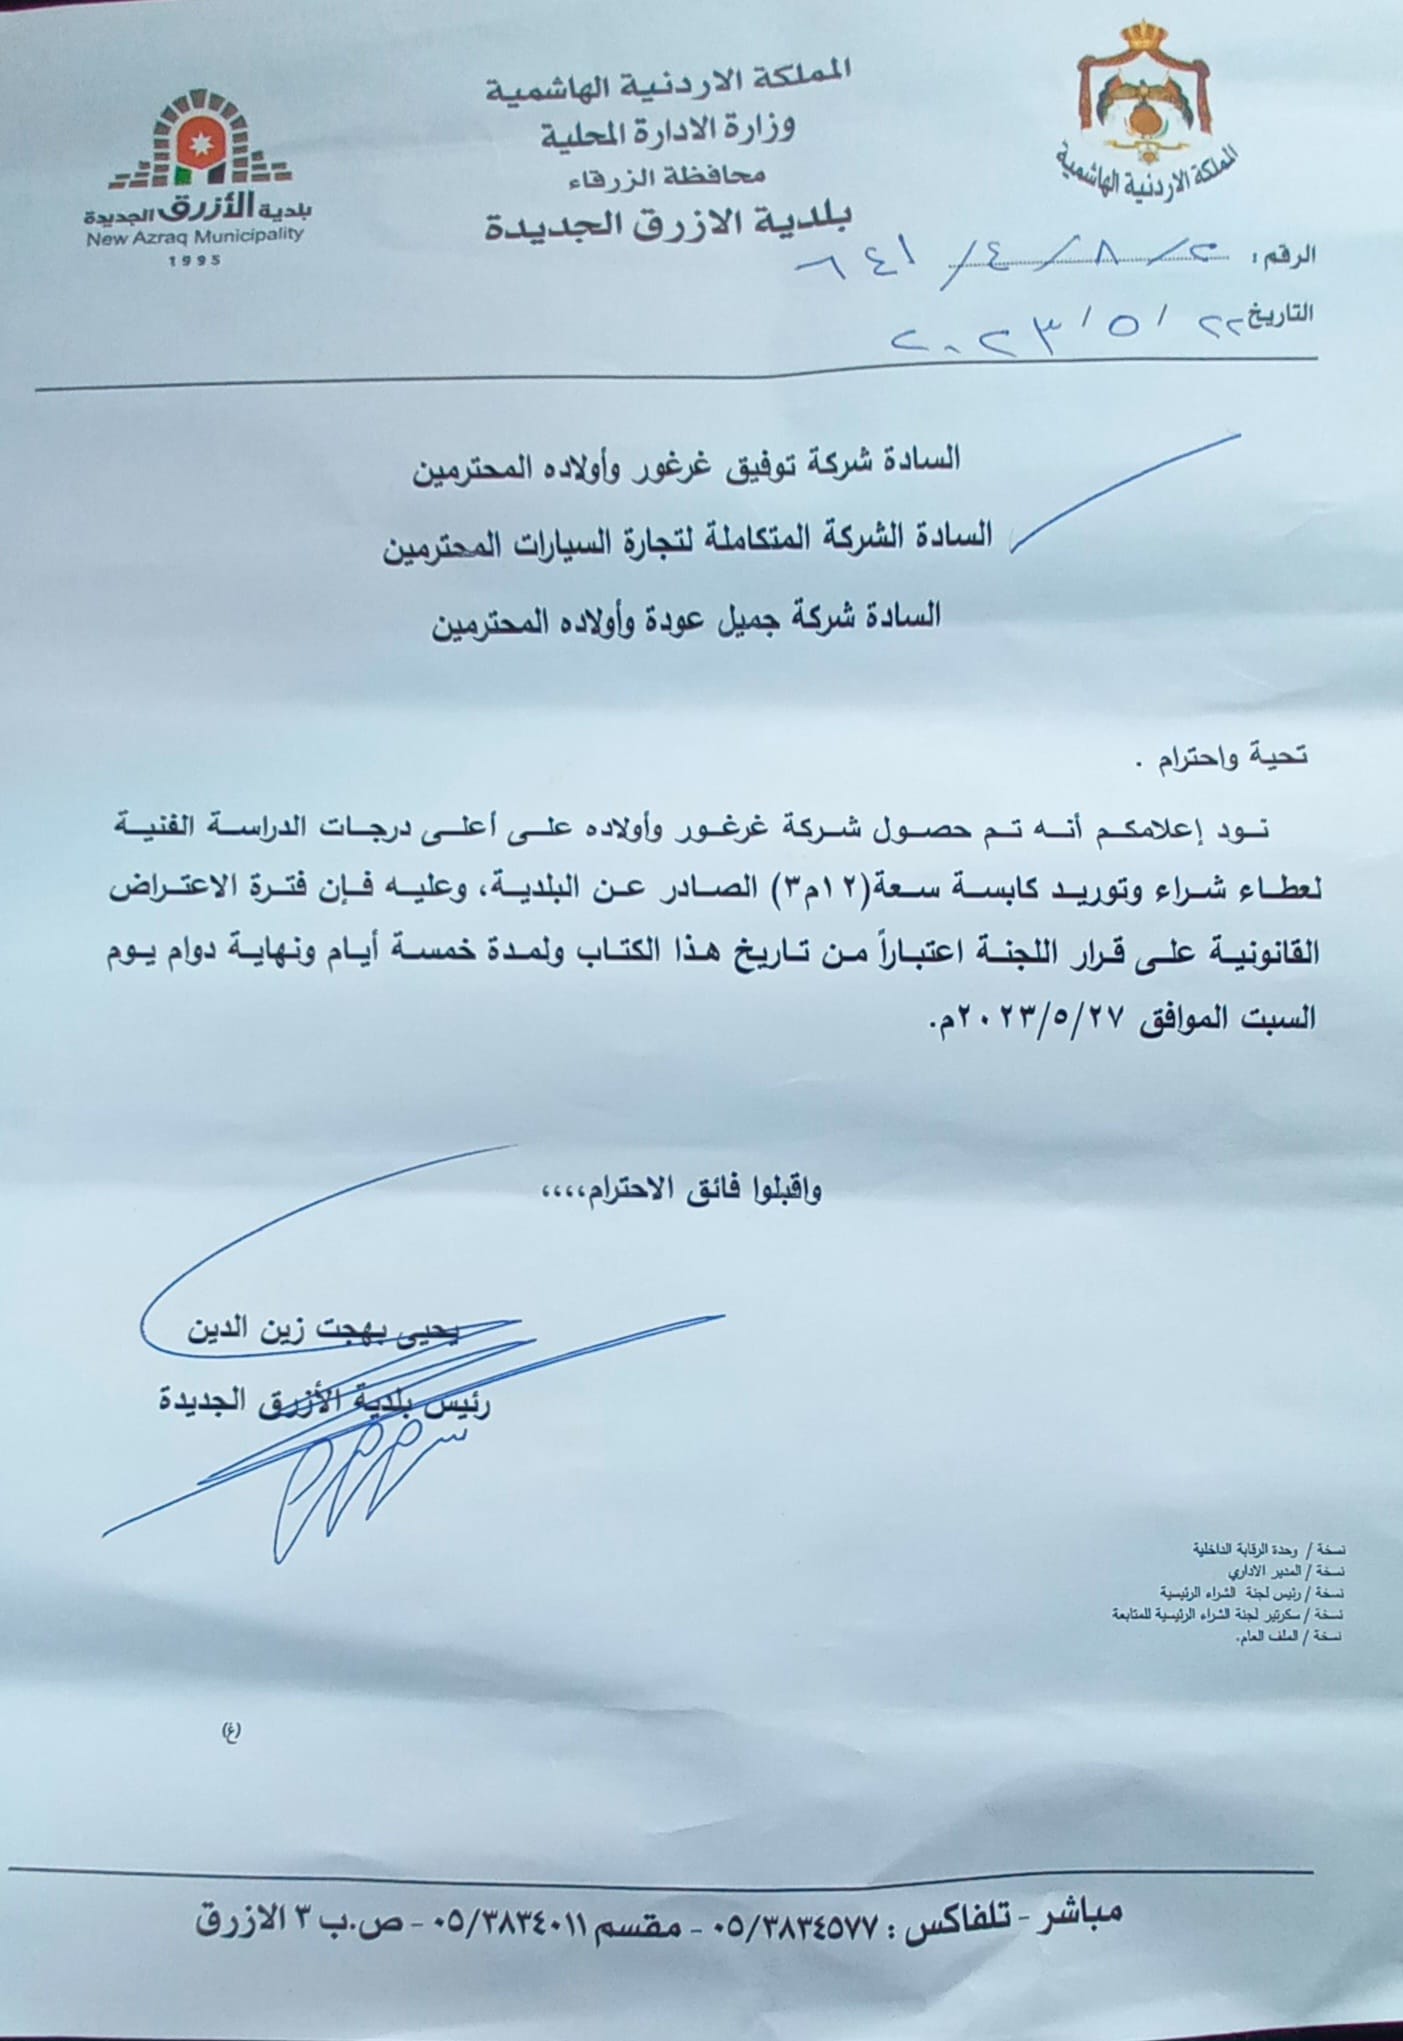 المملكة الاردنية الهاشمية
المملكة الاردنية الهاشمية
وزارة الادارة المحلية
محافظة الزرقاء
بلدية الازرق الجديدة
بلدية الأزرق الجديدة
New Azraq Municipality
1995
الرقم:
التاريخ ٢٢ / ٥ / ٢٠٢٣
السادة شركة توفيق غرغور وأولاده المحترمين
السادة الشركة المتكاملة لتجارة السيارات المحترمين
السادة شركة جميل عودة وأولاده المحترمين
تحية واحترام .
نود إعلامكم أنه تم حصول شركة غرغور وأولاده على أعلى درجات الدراسة الفنية
لعطاء شراء وتوريد كابسة سعة(١٢م٣) الصادر عن البلدية، وعليه فإن فترة الاعتراض
القانونية على قرار اللجنة اعتباراً من تاريخ هذا الكتاب ولمدة خمسة أيام ونهاية دوام يوم
السبت الموافق ٢٠٢٣/٥/٢٧م.
واقبلوا فائق الاحترام،،،،
يحيى بهجت زين الدين
رئيس بلدية الأزرق الجديدة
نسخة / وحدة الرقابة الداخلية
نسخة / المدير الاداري
نسخة / رئيس لجنة الشراء الرئيسية
نسخة / سكرتير لجنة الشراء الرئيسية للمتابعة
نسخة / الملف العام.
(غ)
مباشر - تلفاكس : ٠٥/٣٨٣٤٥٧٧ - مقسم ٠٥/٣٨٣٤٠١١ - ص.ب ٣ الازرق